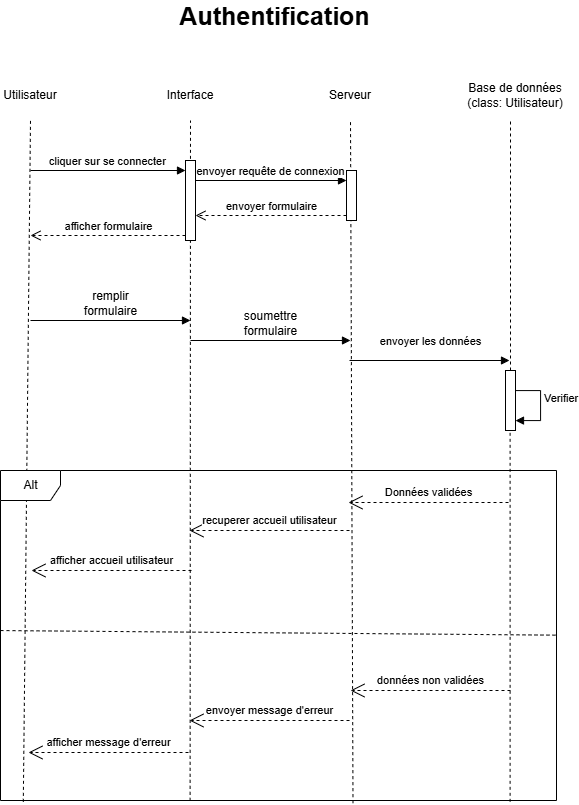 Authentification
Utilisateur
Interface
Serveur
Base de données
(class: Utilisateur)
cliquer sur se connecter
envoyer requête de connexion
envoyer formulaire
afficher formulaire
remplir
formulaire
soumettre
formulaire
envoyer les données
Verifier
Alt
Données validées
recuperer accueil utilisateur
afficher accueil utilisateur
données non validées
envoyer message d'erreur
afficher message d'erreur